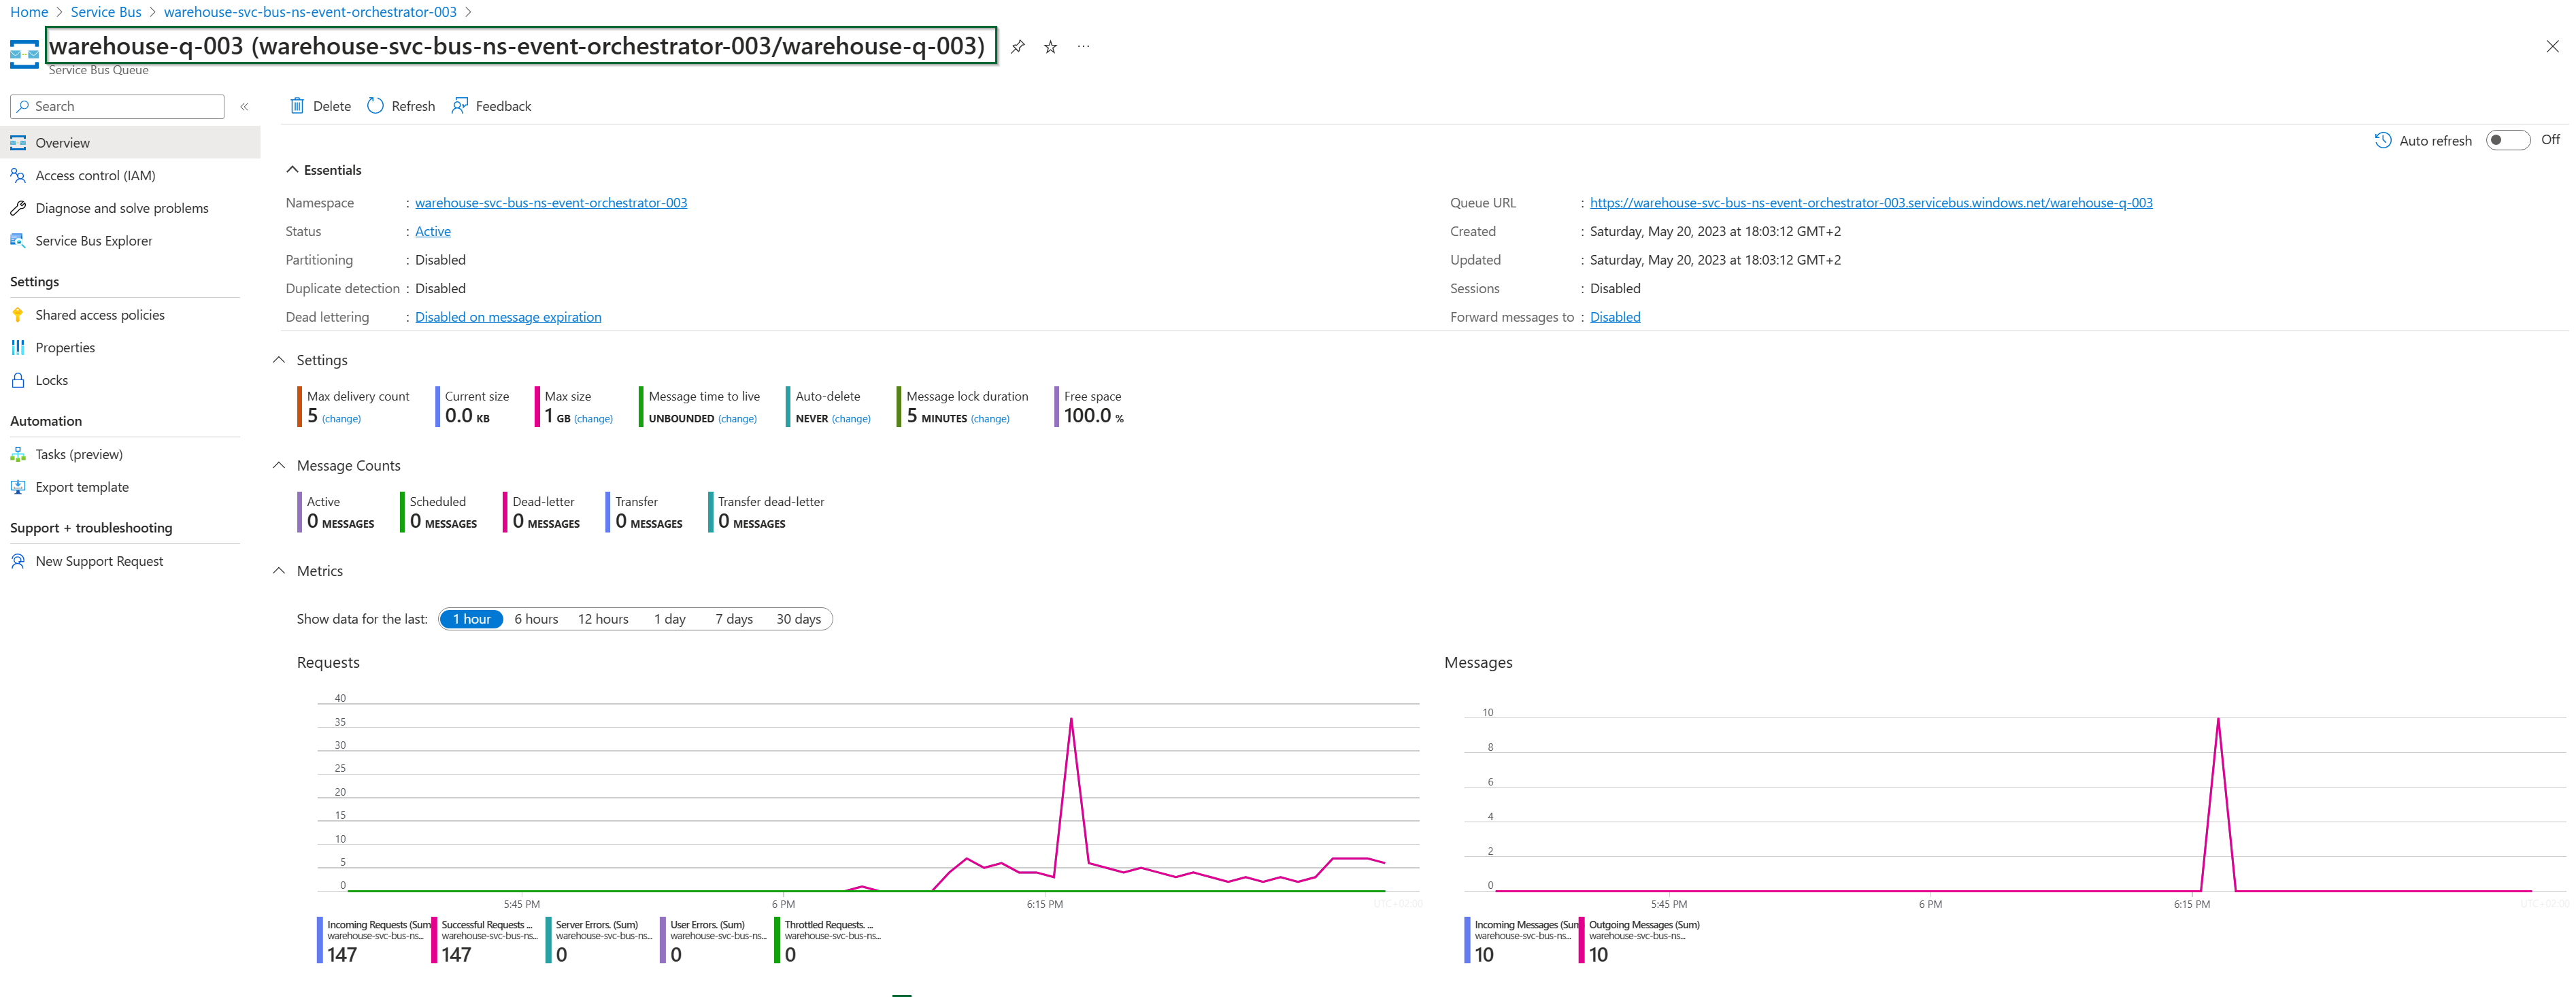 Home > Service Bus > warehouse-svc-bus-ns-event-orchestrator-003 >
warehouse-q-003 (warehouse-svc-bus-ns-event-orchestrator-003/warehouse-q-003) ...
Service Bus Queue
Search «
Delete Refresh Feedback
Auto refresh Off
Overview
Access control (IAM)
Diagnose and solve problems
Service Bus Explorer
Settings
Shared access policies
Properties
Locks
Automation
Tasks (preview)
Export template
Support + troubleshooting
New Support Request
Essentials
Namespace : warehouse-svc-bus-ns-event-orchestrator-003
Status : Active
Partitioning : Disabled
Duplicate detection : Disabled
Dead lettering : Disabled on message expiration
Queue URL : https://warehouse-svc-bus-ns-event-orchestrator-003.servicebus.windows.net/warehouse-q-003
Created : Saturday, May 20, 2023 at 18:03:12 GMT+2
Updated : Saturday, May 20, 2023 at 18:03:12 GMT+2
Sessions : Disabled
Forward messages to : Disabled
Settings
Max delivery count Current size Max size Message time to live Auto-delete Message lock duration Free space
5 (change) 0.0 KB 1 GB (change) UNBOUNDED (change) NEVER (change) 5 MINUTES (change) 100.0 %
Message Counts
Active Scheduled Dead-letter Transfer Transfer dead-letter
0 MESSAGES 0 MESSAGES 0 MESSAGES 0 MESSAGES 0 MESSAGES
Metrics
Show data for the last: 1 hour 6 hours 12 hours 1 day 7 days 30 days
Requests
40
35
30
25
20
15
10
5
0
5:45 PM 6 PM 6:15 PM UTC+02:00
Incoming Requests (Sum) Successful Requests ... Server Errors. (Sum) User Errors. (Sum) Throttled Requests. ...
warehouse-svc-bus-ns... warehouse-svc-bus-ns... warehouse-svc-bus-ns... warehouse-svc-bus-ns... warehouse-svc-bus-ns...
147 147 0 0 0
Messages
10
8
6
4
2
0
5:45 PM 6 PM 6:15 PM UTC+02:00
Incoming Messages (Sum Outgoing Messages (Sum)
warehouse-svc-bus-ns... warehouse-svc-bus-ns...
10 10